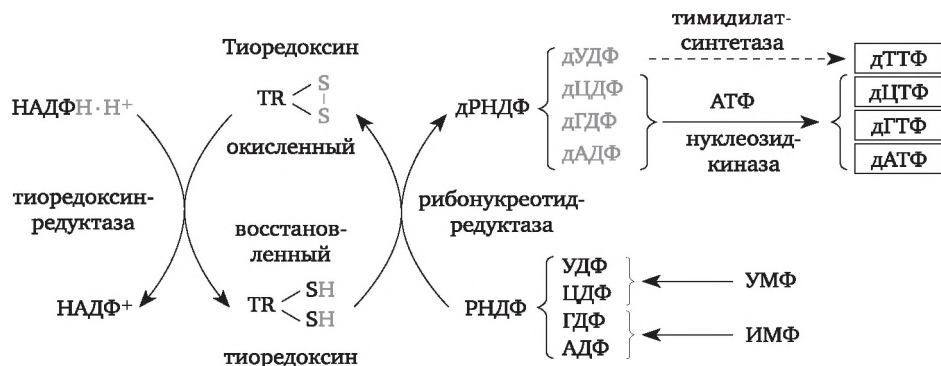 Тиоредоксин
TR
S
S
окисленный
НАДФH·H⁺
тиоредоксин-
редуктаза
НАДФ⁺
восстанов-
ленный
TR
SH
SH
тиоредоксин
рибонукреотид-
редуктаза
дРНДФ
дУДФ
дЦДФ
дГДФ
дАДФ
тимидилат-
синтетаза
АТФ
нуклеозид-
киназа
дТТФ
дЦТФ
дГТФ
дАТФ
РНДФ
УДФ
ЦДФ
ГДФ
АДФ
УМФ
ИМФ